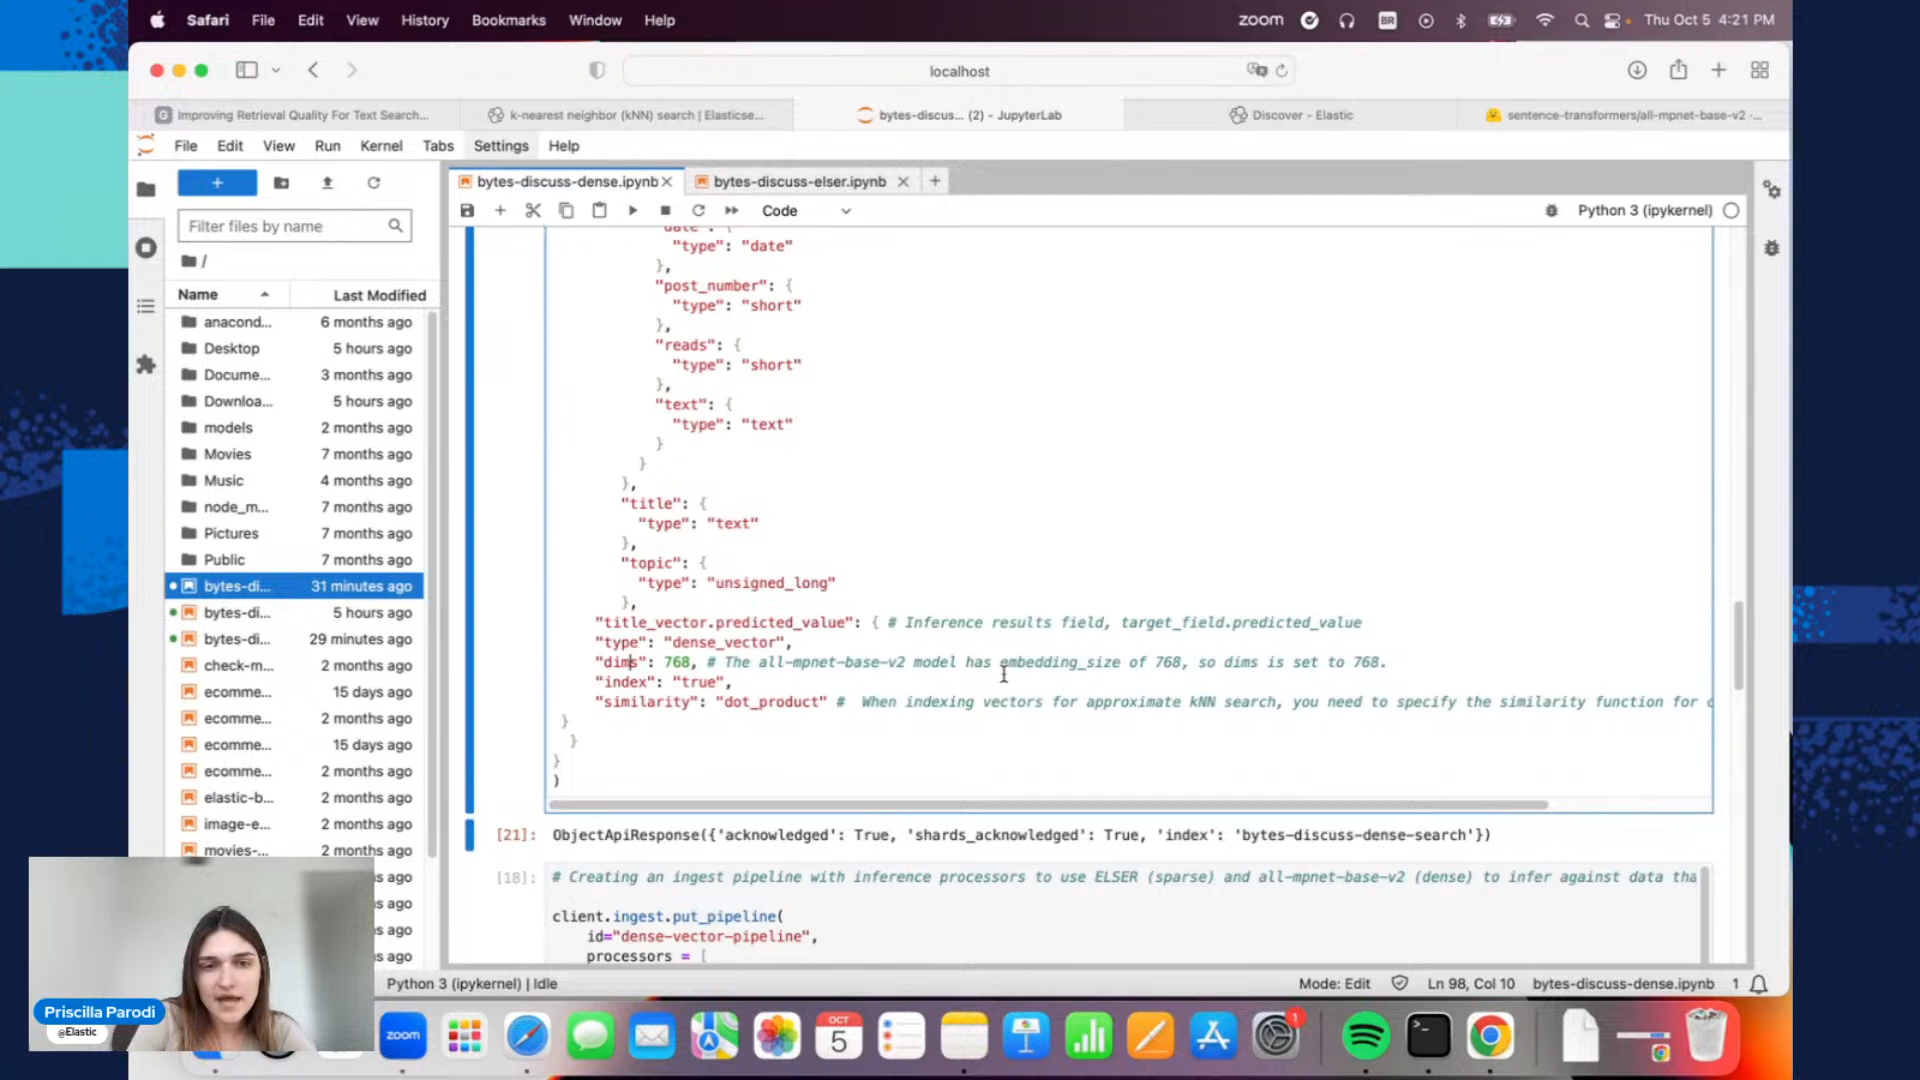 Safari File Edit View History Bookmarks Window Help
zoom BR Thu Oct 5 4:21 PM
localhost
Improving Retrieval Quality For Text Search...
k-nearest neighbor (kNN) search | Elasticse...
bytes-discus... (2) - JupyterLab
Discover - Elastic
sentence-transformers/all-mpnet-base-v2 -...
File Edit View Run Kernel Tabs Settings Help
bytes-discuss-dense.ipynb
bytes-discuss-elser.ipynb
Code
Python 3 (ipykernel)
Filter files by name
/
Name Last Modified
anacond... 6 months ago
Desktop 5 hours ago
Docume... 3 months ago
Downloa... 5 hours ago
models 2 months ago
Movies 7 months ago
Music 4 months ago
node_m... 7 months ago
Pictures 7 months ago
Public 7 months ago
bytes-di... 31 minutes ago
bytes-di... 5 hours ago
bytes-di... 29 minutes ago
check-m... 2 months ago
ecomme... 15 days ago
ecomme... 2 months ago
ecomme... 15 days ago
ecomme... 2 months ago
elastic-b... 2 months ago
image-e... 2 months ago
movies-... 2 months ago
s ago
s ago
s ago
s ago
date": {
"type": "date"
},
"post_number": {
"type": "short"
},
"reads": {
"type": "short"
},
"text": {
"type": "text"
}
}
},
"title": {
"type": "text"
},
"topic": {
"type": "unsigned_long"
},
"title_vector.predicted_value": { # Inference results field, target_field.predicted_value
"type": "dense_vector",
"dims": 768, # The all-mpnet-base-v2 model has embedding_size of 768, so dims is set to 768.
"index": "true",
"similarity": "dot_product" # When indexing vectors for approximate kNN search, you need to specify the similarity function for c
}
}
}
)
[21]: ObjectApiResponse({'acknowledged': True, 'shards_acknowledged': True, 'index': 'bytes-discuss-dense-search'})
[18]: # Creating an ingest pipeline with inference processors to use ELSER (sparse) and all-mpnet-base-v2 (dense) to infer against data tha
client.ingest.put_pipeline(
id="dense-vector-pipeline",
processors = [
Python 3 (ipykernel) | Idle
Mode: Edit
Ln 98, Col 10
bytes-discuss-dense.ipynb
1
Priscilla Parodi
@Elastic
zoom
OCT
5
1